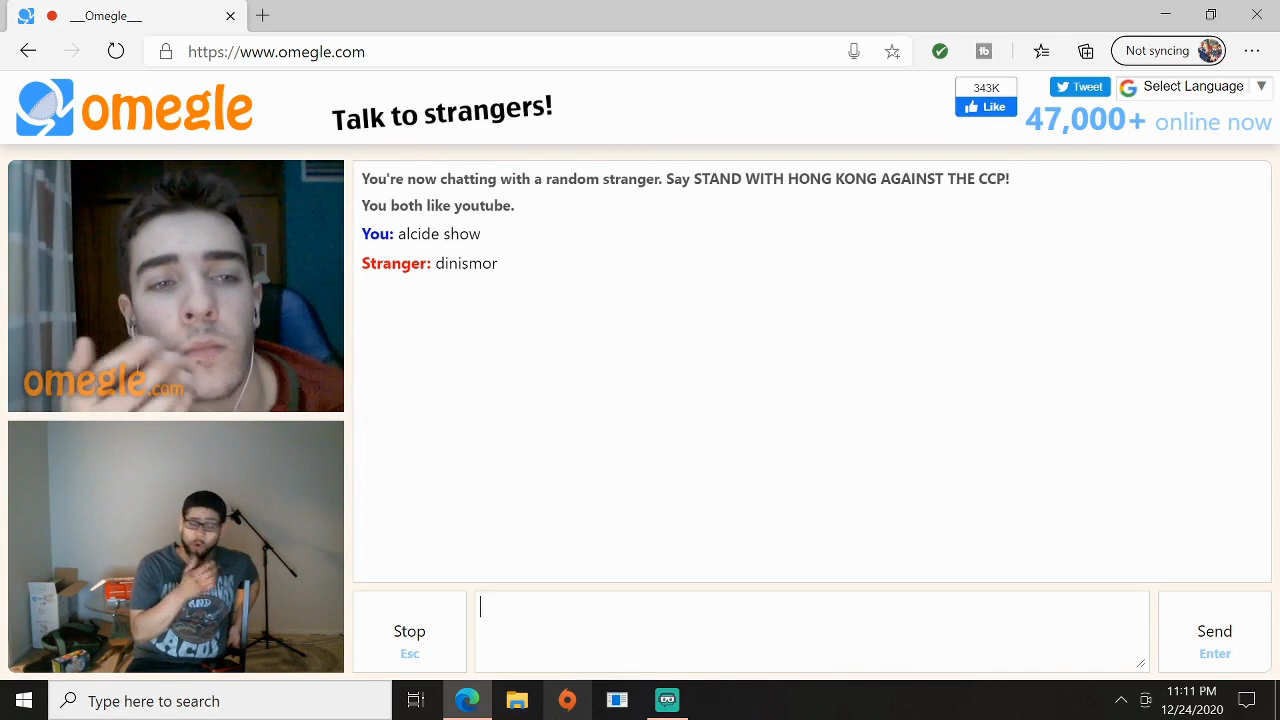 __Omegle__
https://www.omegle.com
Not syncing
omegle
Talk to strangers!
343K
Like
Tweet
Select Language
47,000+ online now
You're now chatting with a random stranger. Say STAND WITH HONG KONG AGAINST THE CCP!
You both like youtube.
You: alcide show
Stranger: dinismor
omegle.com
AND
TACOS
Stop
Esc
Send
Enter
Type here to search
11:11 PM
12/24/2020